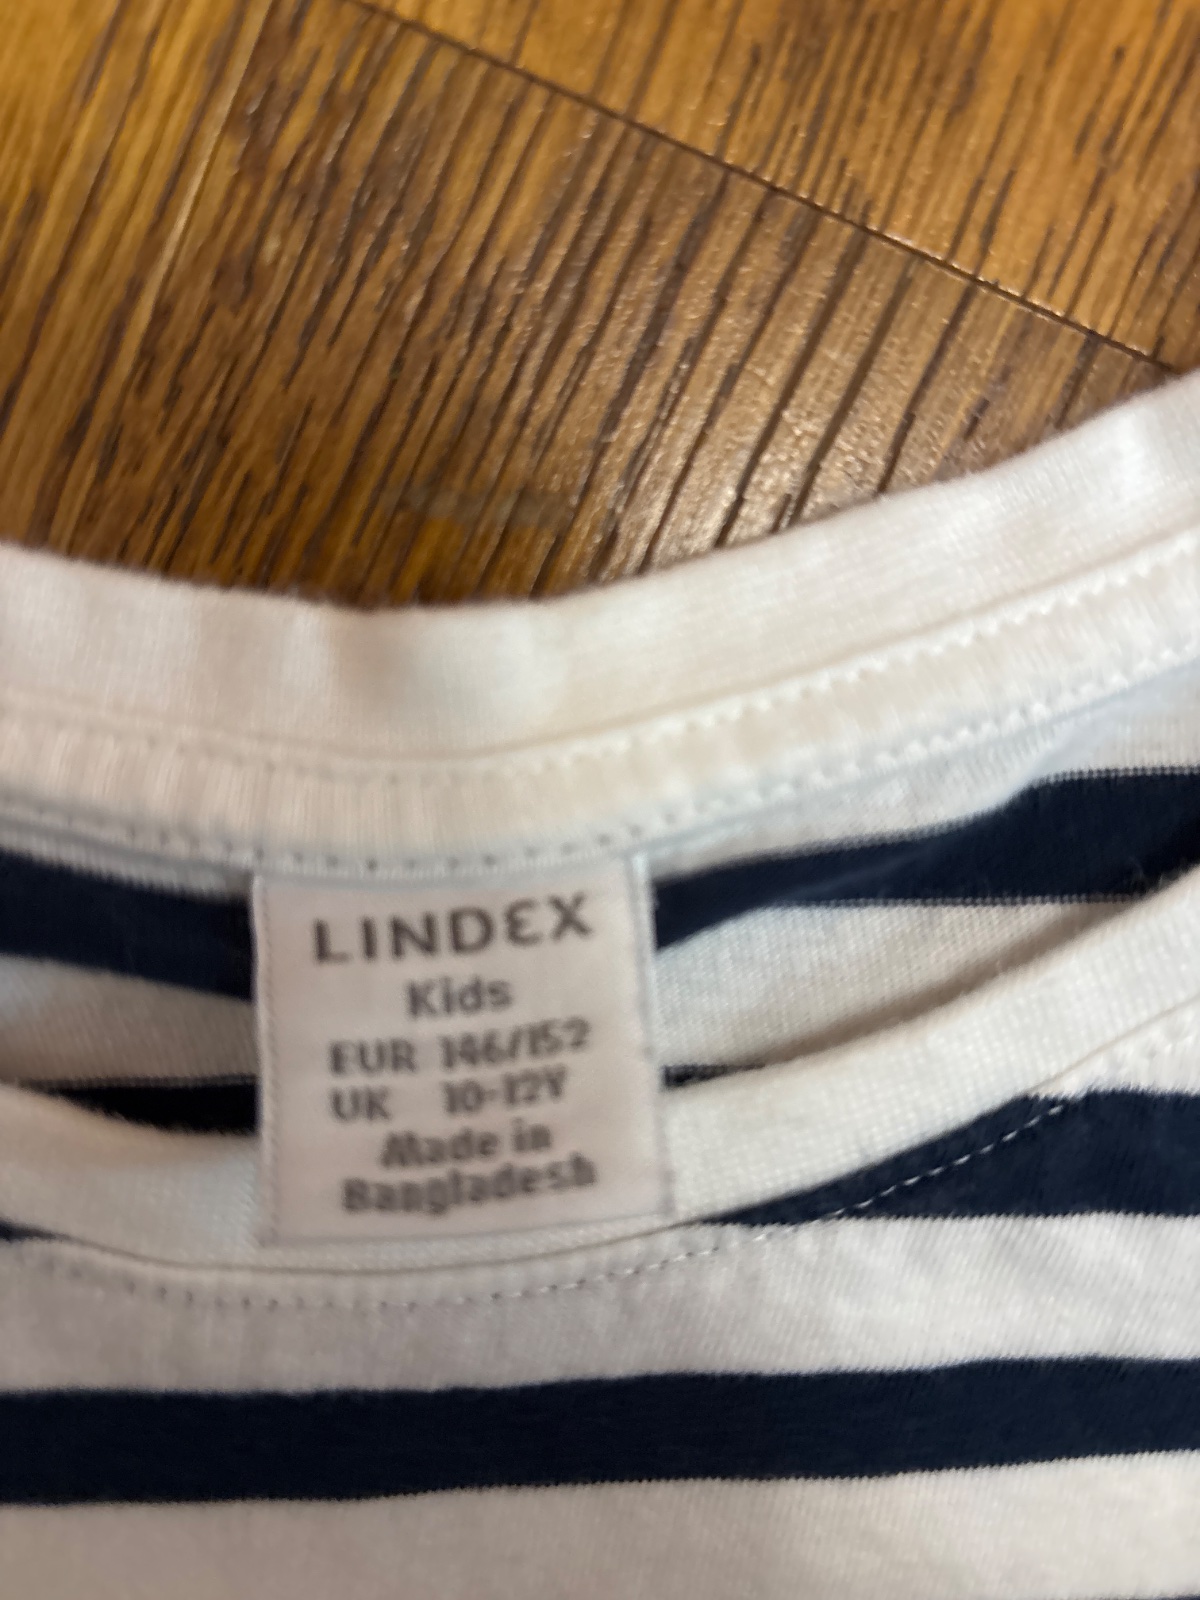 LINDEX
Kids
EUR 146/152
UK 10-12Y
Made in
Bangladesh